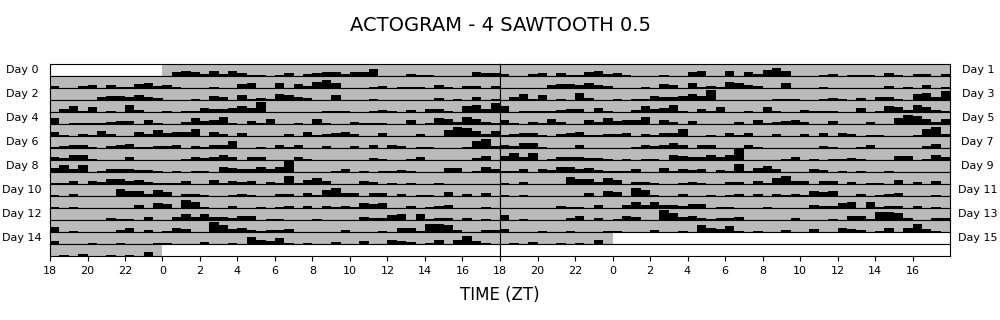 ACTOGRAM - 4 SAWTOOTH 0.5
Day 0
Day 1
Day 2
Day 3
Day 4
Day 5
Day 6
Day 7
Day 8
Day 9
Day 10
Day 11
Day 12
Day 13
Day 14
Day 15
18 20 22 0 2 4 6 8 10 12 14 16 18 20 22 0 2 4 6 8 10 12 14 16
TIME (ZT)